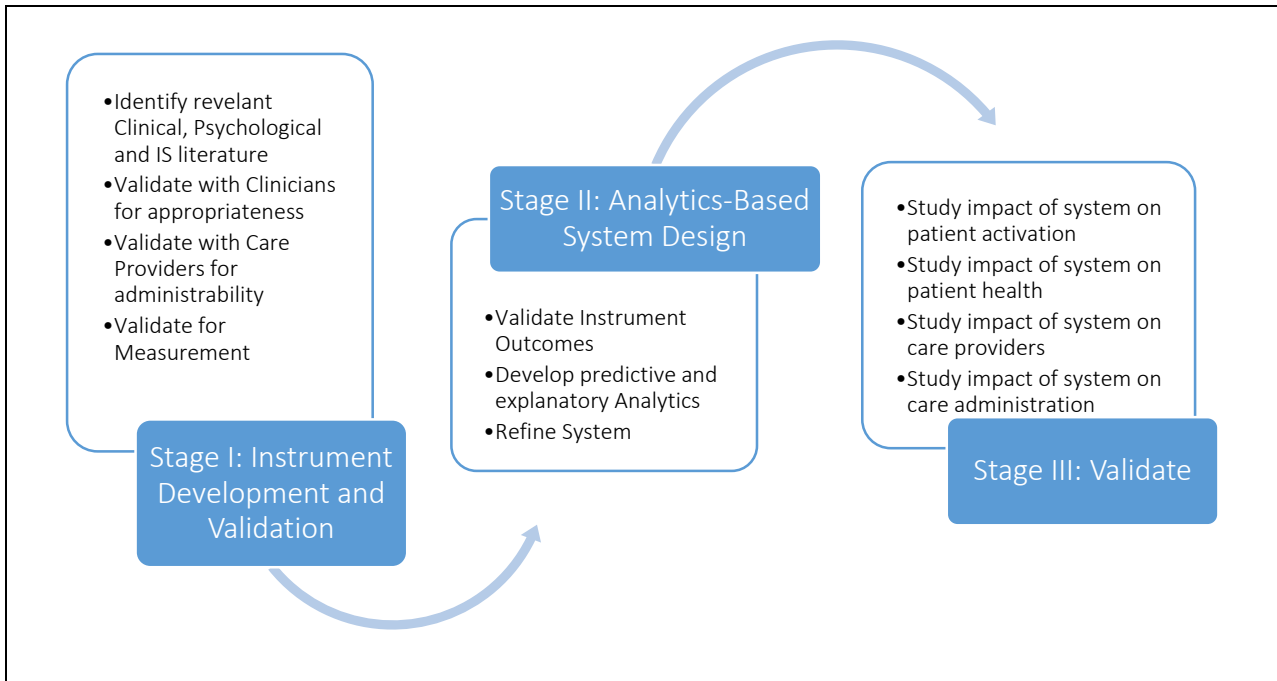 •Identify revelant
Clinical, Psychological
and IS literature
•Validate with Clinicians
for appropriateness
•Validate with Care
Providers for
administrability
•Validate for
Measurement
Stage I: Instrument
Development and
Validation
Stage II: Analytics-Based
System Design
•Validate Instrument
Outcomes
•Develop predictive and
explanatory Analytics
•Refine System
•Study impact of system on
patient activation
•Study impact of system on
patient health
•Study impact of system on
care providers
•Study impact of system on
care administration
Stage III: Validate